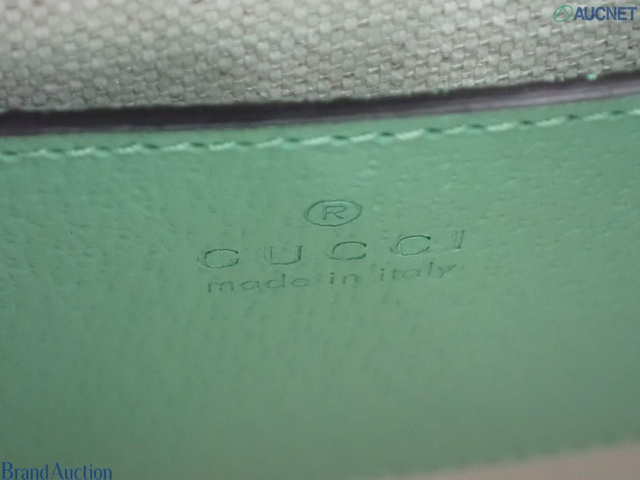 AUCNET
®
GUCCI
made in italy
Brand Auction